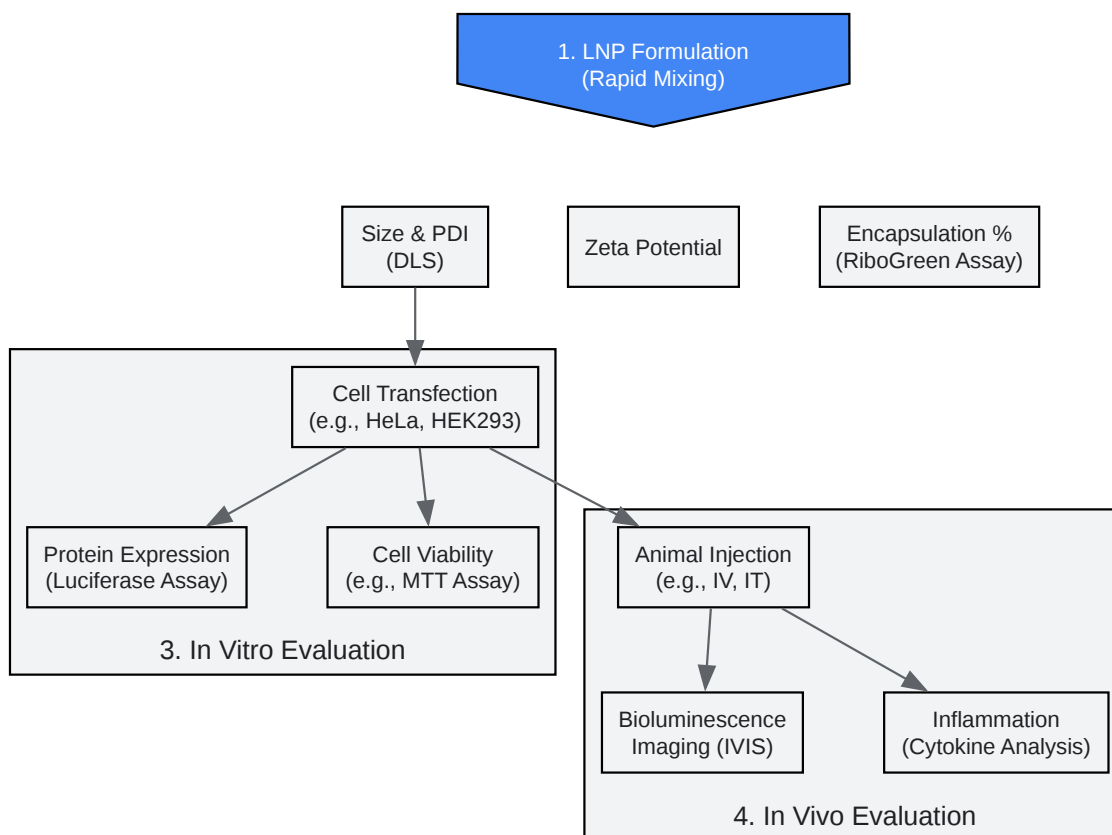 1. LNP Formulation
(Rapid Mixing)
Size & PDI
(DLS)
Zeta Potential
Encapsulation %
(RiboGreen Assay)
Cell Transfection
(e.g., HeLa, HEK293)
Protein Expression
(Luciferase Assay)
Cell Viability
(e.g., MTT Assay)
Animal Injection
(e.g., IV, IT)
3. In Vitro Evaluation
Bioluminescence
Imaging (IVIS)
Inflammation
(Cytokine Analysis)
4. In Vivo Evaluation